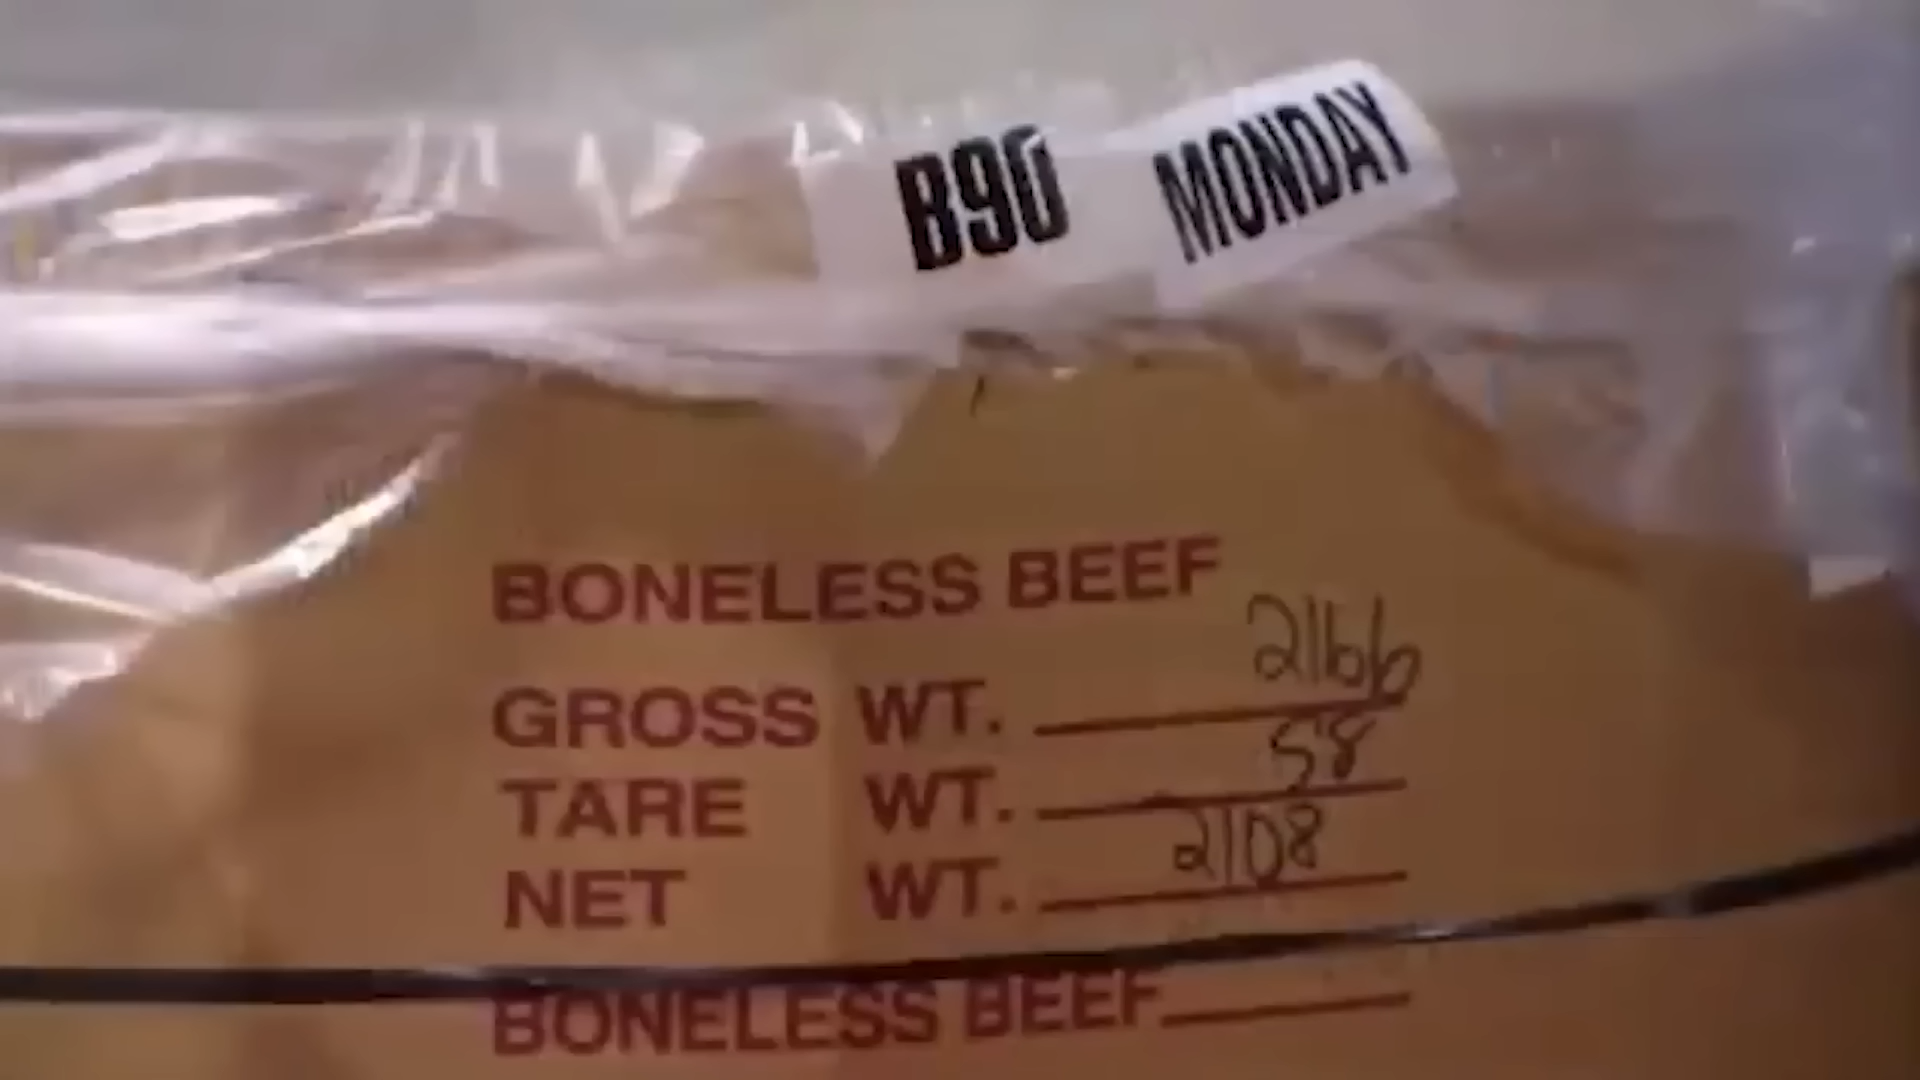 B90 MONDAY
BONELESS BEEF
GROSS WT. 2166
TARE WT. 58
NET WT. 2108
BONELESS BEEF